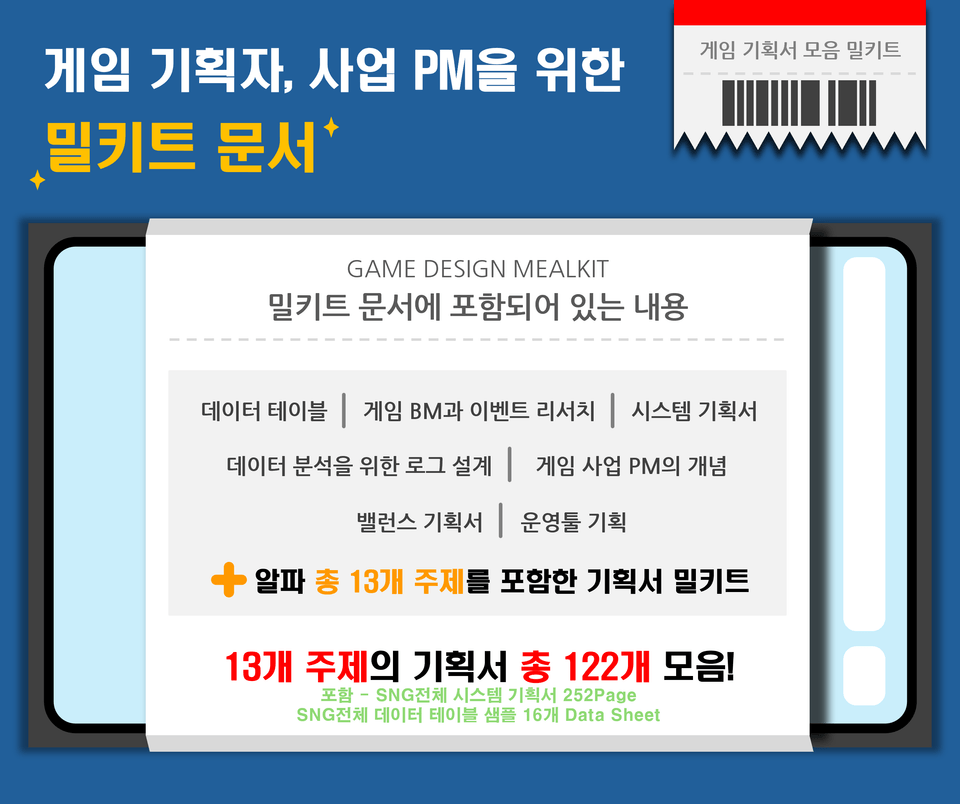 게임 기획자, 사업 PM을 위한
밀키트 문서
게임 기획서 모음 밀키트
GAME DESIGN MEALKIT
밀키트 문서에 포함되어 있는 내용
데이터 테이블 | 게임 BM과 이벤트 리서치 | 시스템 기획서
데이터 분석을 위한 로그 설계 | 게임 사업 PM의 개념
밸런스 기획서 | 운영툴 기획
+ 알파 총 13개 주제를 포함한 기획서 밀키트
13개 주제의 기획서 총 122개 모음!
포함 - SNG전체 시스템 기획서 252Page
SNG전체 데이터 테이블 샘플 16개 Data Sheet